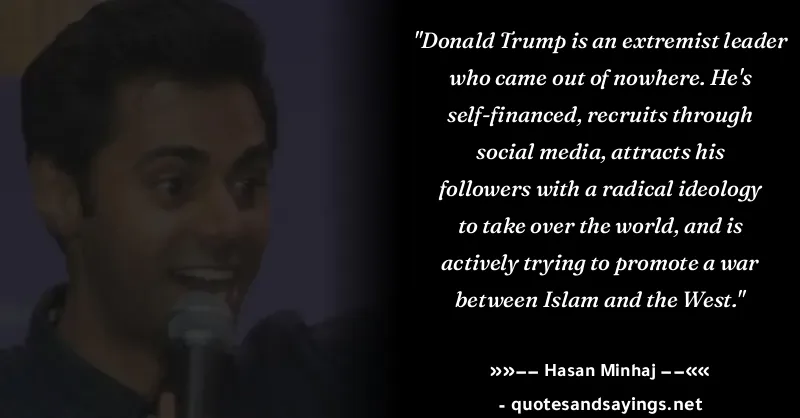 "Donald Trump is an extremist leader
who came out of nowhere. He's
self-financed, recruits through
social media, attracts his
followers with a radical ideology
to take over the world, and is
actively trying to promote a war
between Islam and the West."
»»−− Hasan Minhaj −−««
- quotesandsayings.net